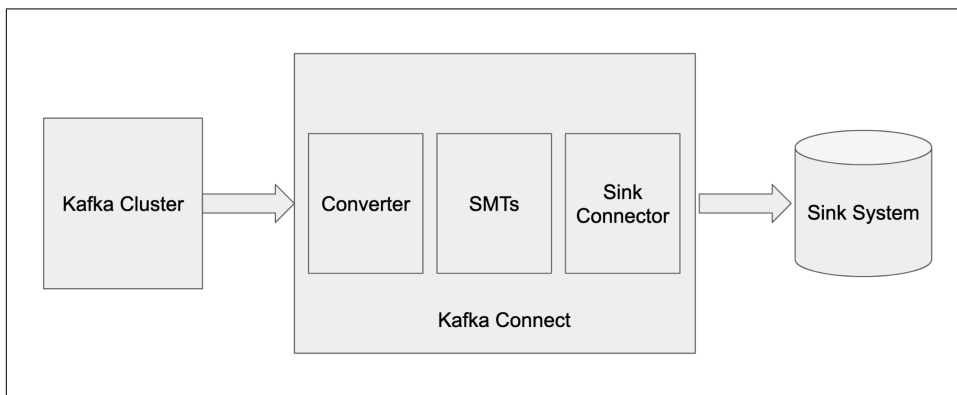 Kafka Cluster
Converter
SMTs
Sink
Connector
Sink System
Kafka Connect